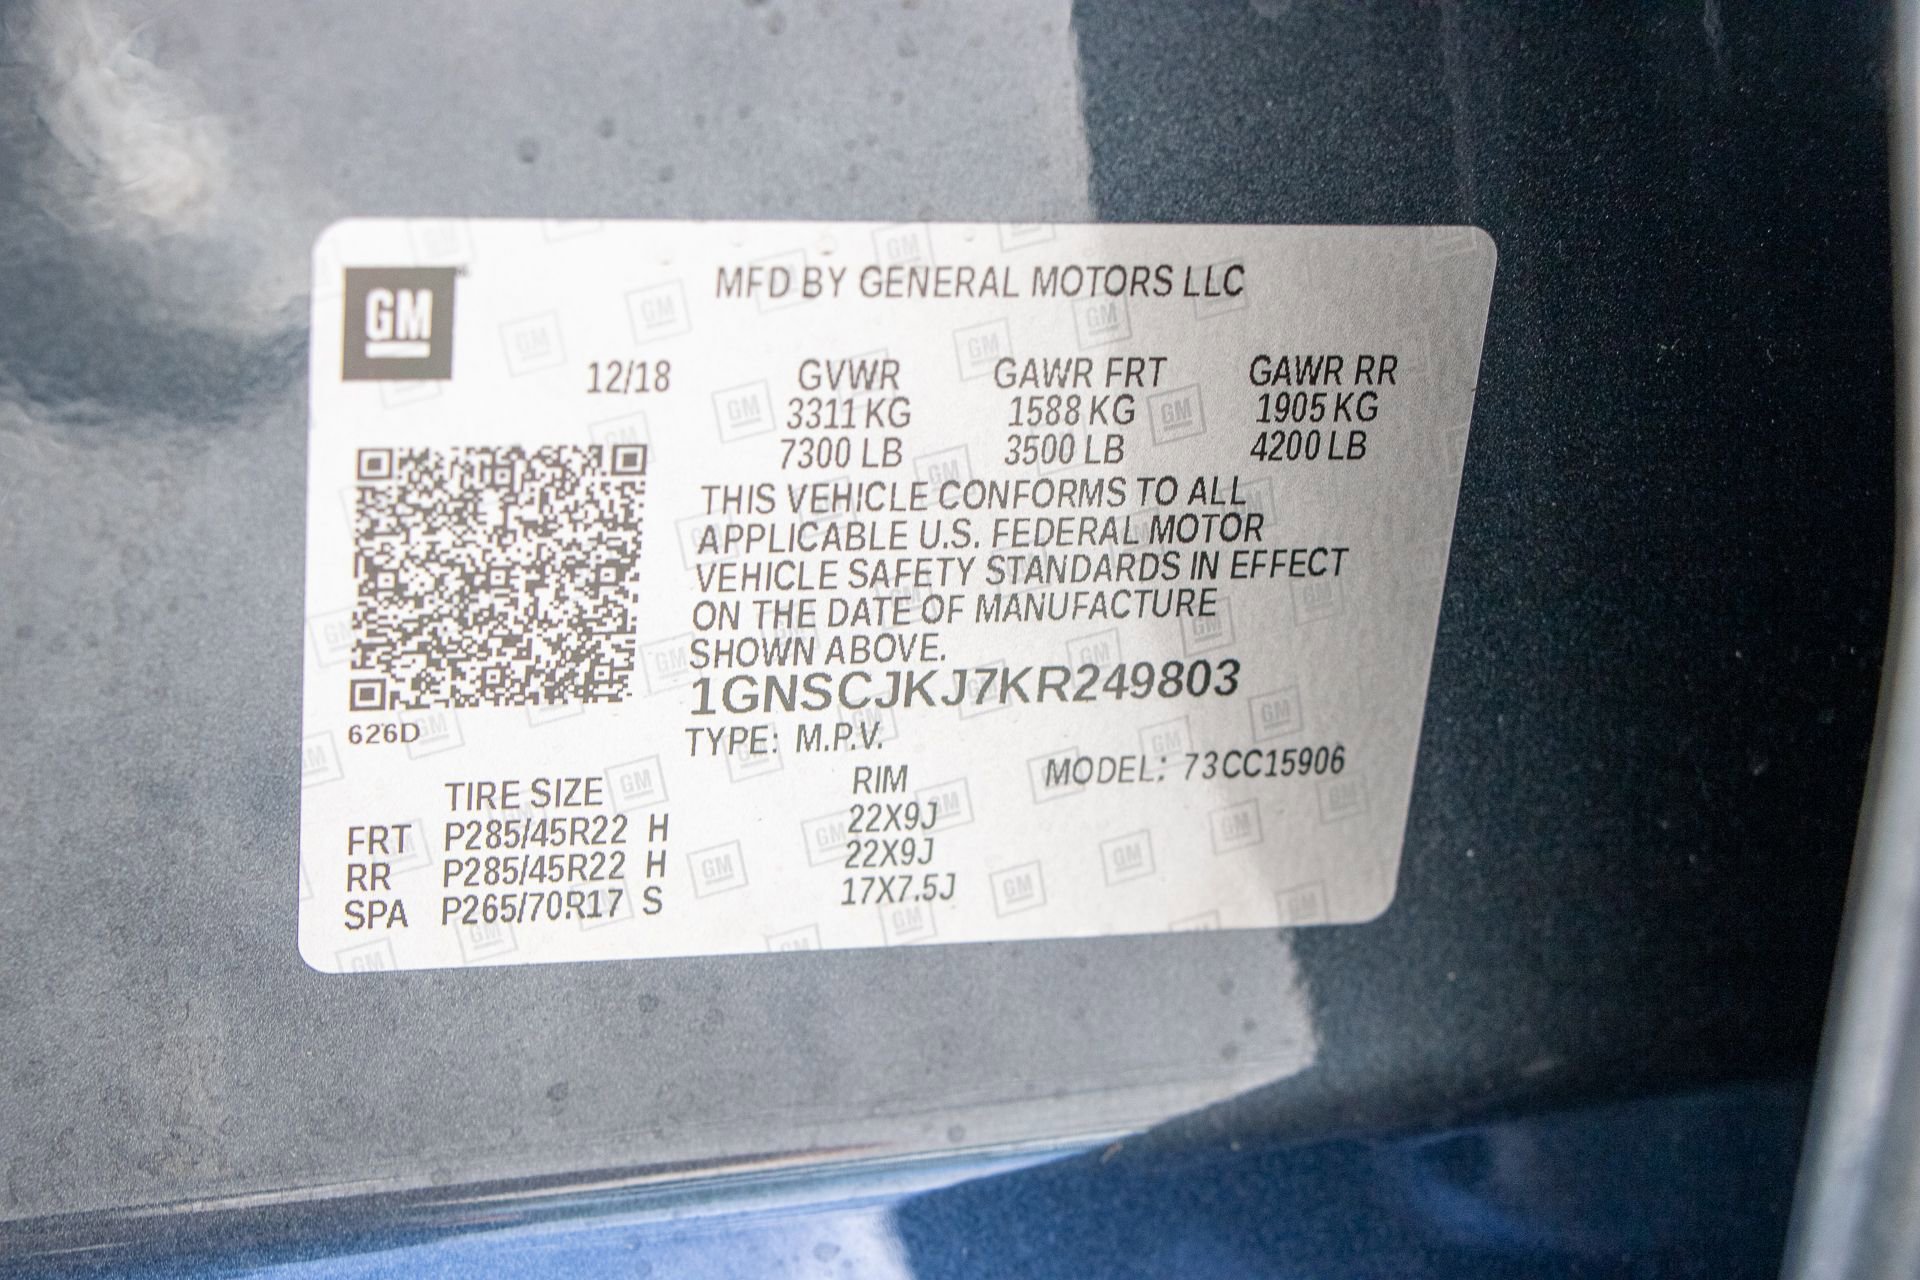 GM
MFD BY GENERAL MOTORS LLC
12/18 GVWR GAWR FRT GAWR RR
3311 KG 1588 KG 1905 KG
7300 LB 3500 LB 4200 LB
THIS VEHICLE CONFORMS TO ALL
APPLICABLE U.S. FEDERAL MOTOR
VEHICLE SAFETY STANDARDS IN EFFECT
ON THE DATE OF MANUFACTURE
SHOWN ABOVE.
1GNSCJKJ7KR249803
626D
TYPE: M.P.V.
MODEL: 73CC15906
TIRE SIZE RIM
FRT P285/45R22 H 22X9J
RR P285/45R22 H 22X9J
SPA P265/70R17 S 17X7.5J